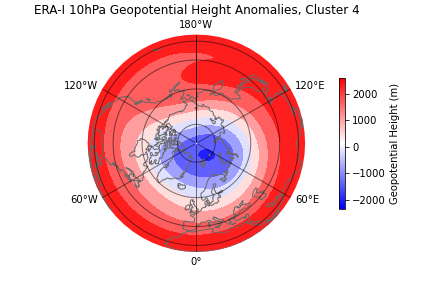 ERA-I 10hPa Geopotential Height Anomalies, Cluster 4
180°W
120°W
120°E
60°W
60°E
0°
2000
1000
0
−1000
−2000
Geopotential Height (m)